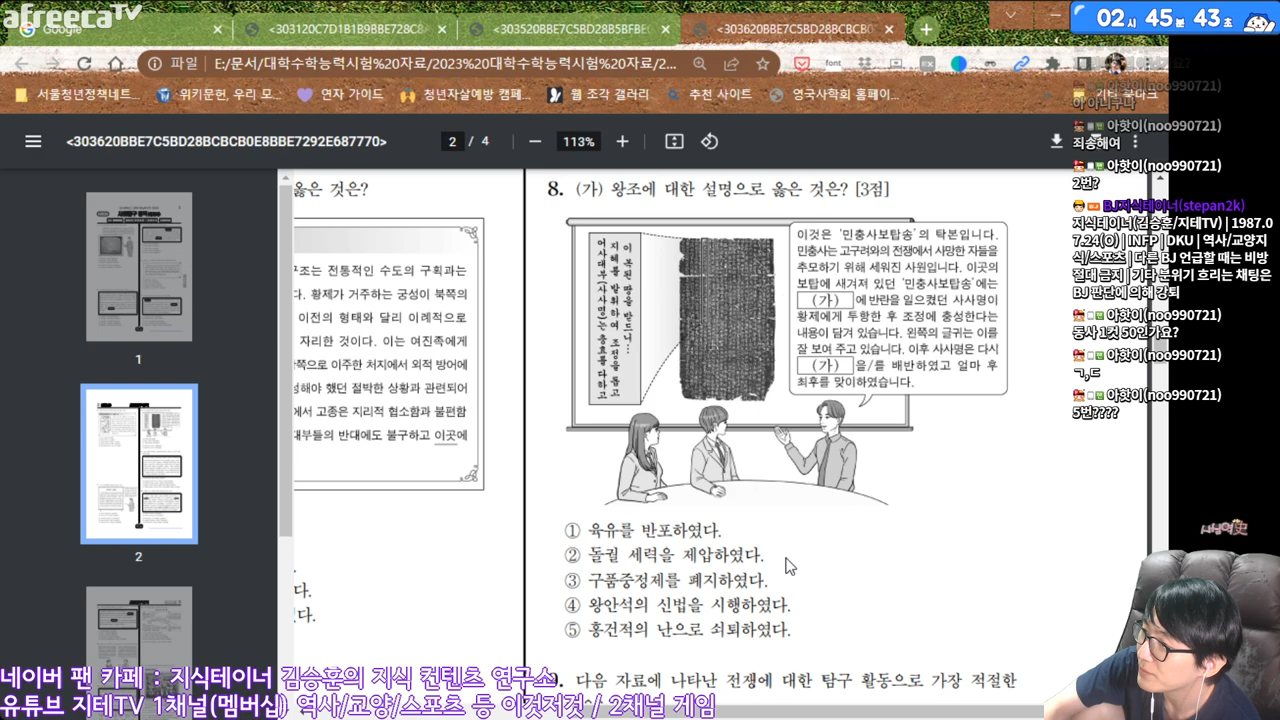 afreecaTV
02시 45분 43초
Google
<303120C7D1B1B9BBE728C8
<303520BBE7C5BD28B5BFBE
<303620BBE7C5BD28BCBCB0
파일
E:/문서/대학수학능력시험%20자료/2023%20대학수학능력시험%20자료/2...
서울청년정책네트...
위키문헌, 우리 모...
연자 가이드
청년자살예방 캠페...
웹 조각 갤러리
추천 사이트
영국사학회 홈페이...
기타 북마크
<303620BBE7C5BD28BCBCB0E8BBE7292E687770>
2 / 4
113%
1
2
옳은 것은?
구조는 전통적인 수도의 구획과는
다. 황제가 거주하는 궁성이 북쪽의
이전의 형태와 달리 이례적으로
자리한 것이다. 이는 여진족에게
쪽으로 이주한 처지에서 외적 방어에
성해야 했던 절박한 상황과 관련되어
에서 고종은 지리적 협소함과 불편함
대부들의 반대에도 불구하고 이곳에
다.
다.
8. (가) 왕조에 대한 설명으로 옳은 것은? [3점]
이 복된 땅을 받드니…
지혜를 발휘하여 조정을 돕고
어사대부(사사명)는 충효를 다하고
이것은 '민충사보탑송'의 탁본입니다.
민충사는 고구려와의 전쟁에서 사망한 자들을
추모하기 위해 세워진 사원입니다. 이곳의
보탑에 새겨져 있던 '민충사보탑송'에는
(가) 에 반란을 일으켰던 사사명이
황제에게 투항한 후 조정에 충성한다는
내용이 담겨 있습니다. 왼쪽의 글귀는 이를
잘 보여 주고 있습니다. 이후 사사명은 다시
(가) 을/를 배반하였고 얼마 후
최후를 맞이하였습니다.
① 육유를 반포하였다.
② 돌궐 세력을 제압하였다.
③ 구품중정제를 폐지하였다.
④ 왕안석의 신법을 시행하였다.
⑤ 홍건적의 난으로 쇠퇴하였다.
다음 자료에 나타난 전쟁에 대한 탐구 활동으로 가장 적절한
아 아니구나
아핫이(noo990721)
죄송해여
아핫이(noo990721)
2번?
BJ지식테이너(stepan2k)
지식테이너(김승훈/지테TV) | 1987.0
7.24(O) | INFP | DKU | 역사/교양지
식/스포츠 | 다른 BJ 언급할 때는 비방
절대 금지 | 기타 분위기 흐리는 채팅은
BJ 판단에 의해 강퇴
아핫이(noo990721)
동사 1컷 50인가요?
아핫이(noo990721)
ㄱ,ㄷ
아핫이(noo990721)
5번????
네이버 팬 카페 : 지식테이너 김승훈의 지식 컨텐츠 연구소
유튜브 지테TV 1채널(멤버십) 역사/교양/스포츠 등 이것저것 / 2채널 게임